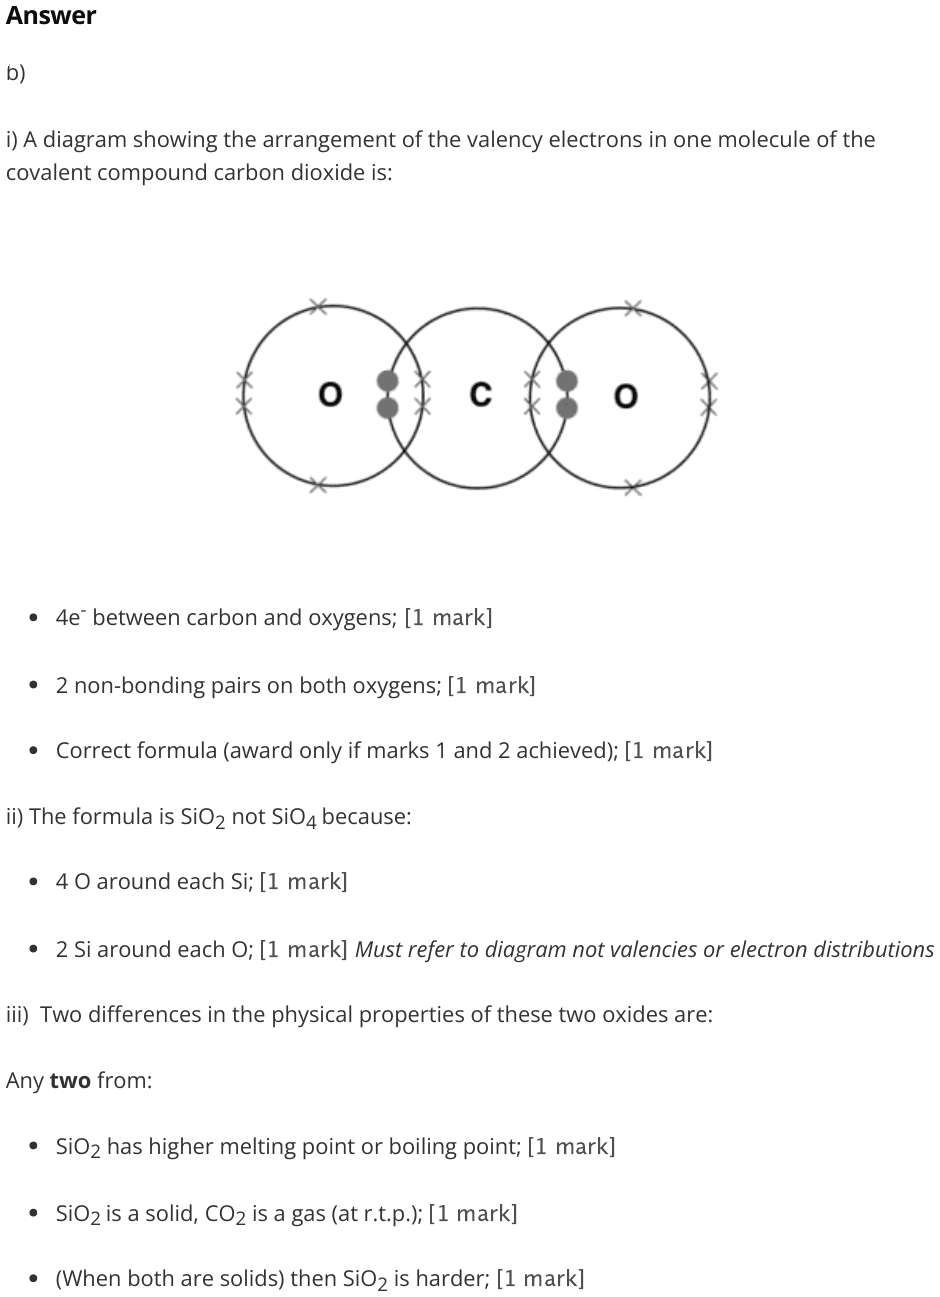 Answer
b)
i) A diagram showing the arrangement of the valency electrons in one molecule of the
covalent compound carbon dioxide is:
O C O
• 4e⁻ between carbon and oxygens; [1 mark]
• 2 non-bonding pairs on both oxygens; [1 mark]
• Correct formula (award only if marks 1 and 2 achieved); [1 mark]
ii) The formula is SiO₂ not SiO₄ because:
• 4 O around each Si; [1 mark]
• 2 Si around each O; [1 mark] Must refer to diagram not valencies or electron distributions
iii) Two differences in the physical properties of these two oxides are:
Any two from:
• SiO₂ has higher melting point or boiling point; [1 mark]
• SiO₂ is a solid, CO₂ is a gas (at r.t.p.); [1 mark]
• (When both are solids) then SiO₂ is harder; [1 mark]